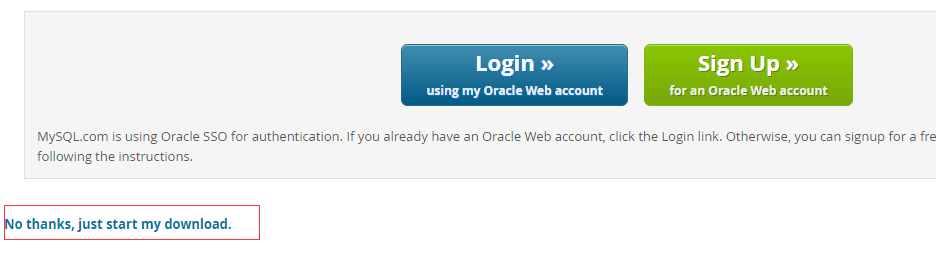 Login »
using my Oracle Web account
Sign Up »
for an Oracle Web account
MySQL.com is using Oracle SSO for authentication. If you already have an Oracle Web account, click the Login link. Otherwise, you can signup for a fre
following the instructions.
No thanks, just start my download.